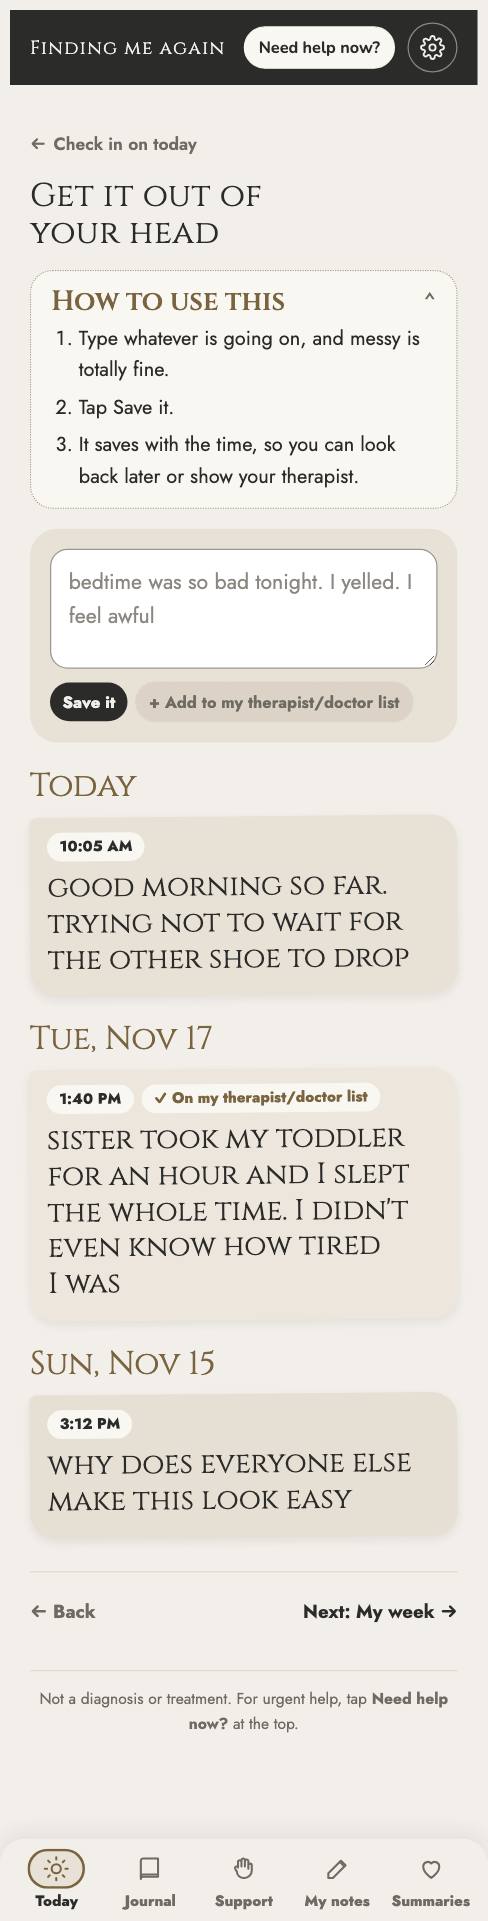 Finding me again
Need help now?
← Check in on today
Get it out of
your head
How to use this
1. Type whatever is going on, and messy is
totally fine.
2. Tap Save it.
3. It saves with the time, so you can look
back later or show your therapist.
bedtime was so bad tonight. I yelled. I
feel awful
Save it
+ Add to my therapist/doctor list
Today
10:05 AM
good morning so far.
trying not to wait for
the other shoe to drop
Tue, Nov 17
1:40 PM
✓ On my therapist/doctor list
sister took my toddler
for an hour and I slept
the whole time. I didn't
even know how tired
I was
Sun, Nov 15
3:12 PM
why does everyone else
make this look easy
← Back
Next: My week →
Not a diagnosis or treatment. For urgent help, tap Need help
now? at the top.
Today
Journal
Support
My notes
Summaries